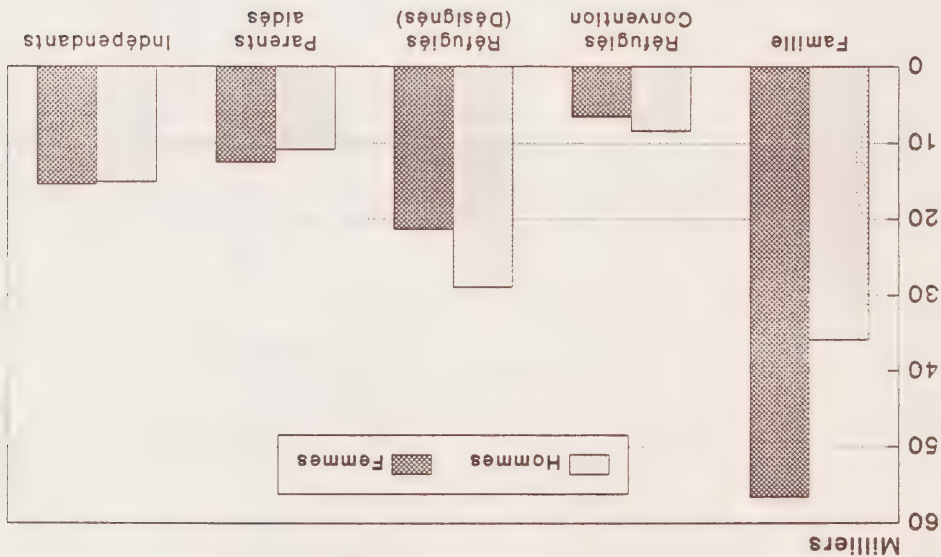 Milliers
60
50
40
30
20
10
0
Hommes
Femmes
Famille
Réfugiés
Convention
Réfugiés
(Désignés)
Parents
aidés
Indépendants